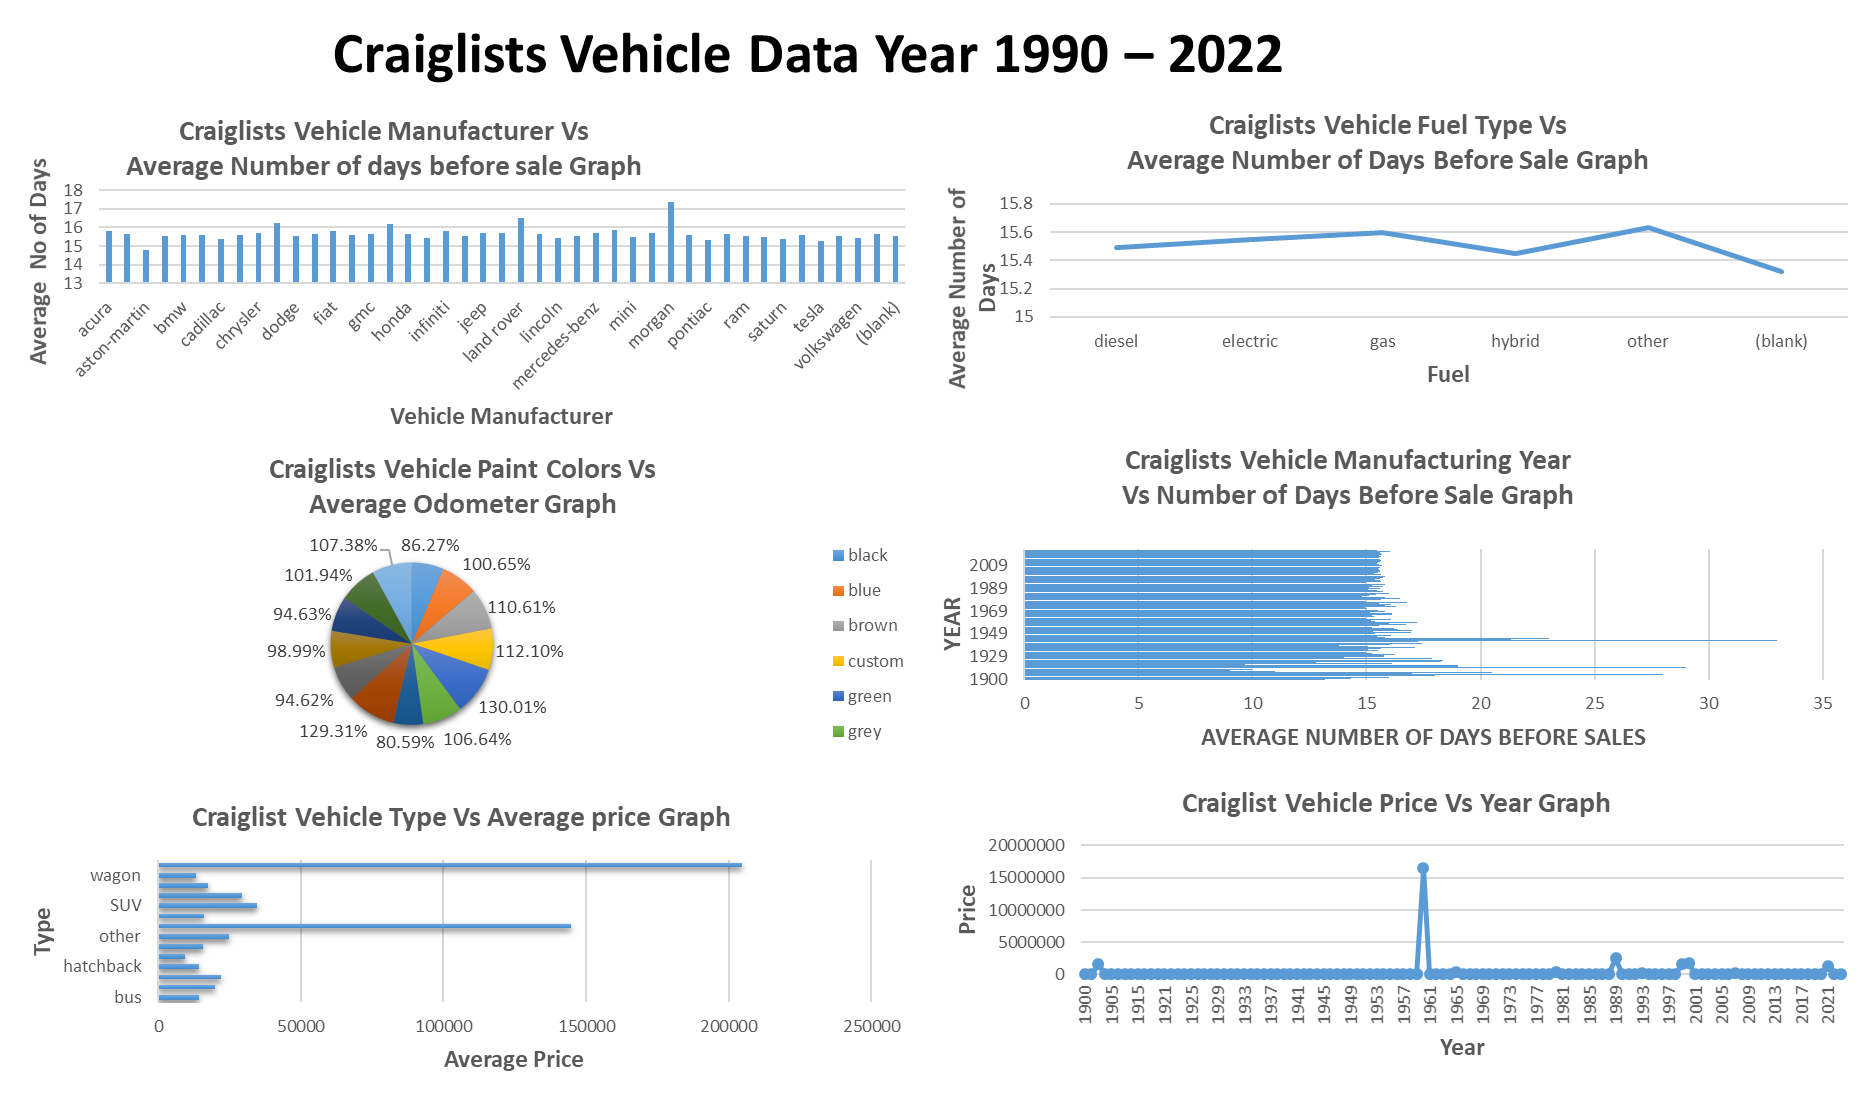 Craiglists Vehicle Data Year 1990 – 2022
Craiglists Vehicle Manufacturer Vs
Average Number of days before sale Graph
Average No of Days
18
17
16
15
14
13
acura
aston-martin
bmw
cadillac
chrysler
dodge
fiat
gmc
honda
infiniti
jeep
land rover
lincoln
mercedes-benz
mini
morgan
pontiac
ram
saturn
tesla
volkswagen
(blank)
Vehicle Manufacturer
Craiglists Vehicle Fuel Type Vs
Average Number of Days Before Sale Graph
Average Number of
Days
15.8
15.6
15.4
15.2
15
diesel
electric
gas
hybrid
other
(blank)
Fuel
Craiglists Vehicle Paint Colors Vs
Average Odometer Graph
107.38%
86.27%
100.65%
110.61%
112.10%
130.01%
106.64%
80.59%
129.31%
94.62%
98.99%
94.63%
101.94%
black
blue
brown
custom
green
grey
Craiglists Vehicle Manufacturing Year
Vs Number of Days Before Sale Graph
YEAR
2009
1989
1969
1949
1929
1900
0
5
10
15
20
25
30
35
AVERAGE NUMBER OF DAYS BEFORE SALES
Craiglist Vehicle Type Vs Average price Graph
Type
wagon
SUV
other
hatchback
bus
0
50000
100000
150000
200000
250000
Average Price
Craiglist Vehicle Price Vs Year Graph
Price
20000000
15000000
10000000
5000000
0
1900
1905
1915
1921
1925
1929
1933
1937
1941
1945
1949
1953
1957
1961
1965
1969
1973
1977
1981
1985
1989
1993
1997
2001
2005
2009
2013
2017
2021
Year